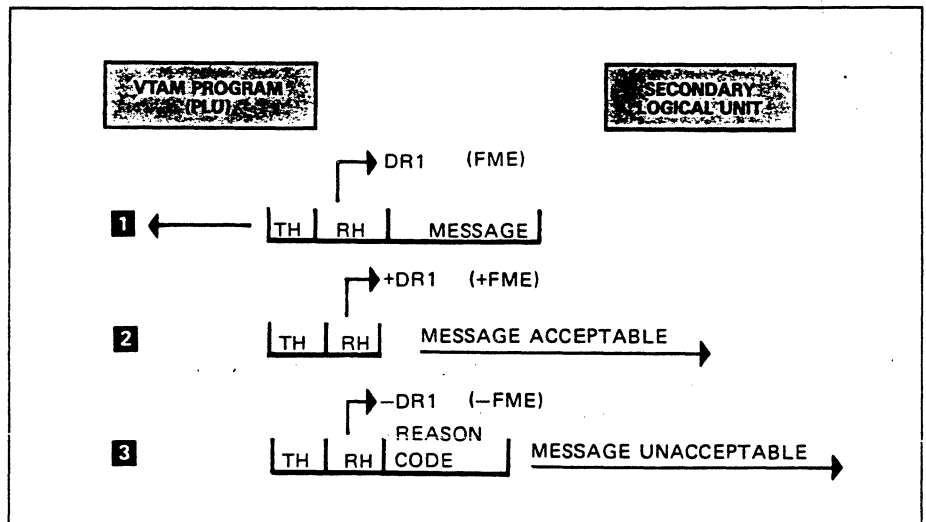 VTAM PROGRAM
(PLU)
SECONDARY
LOGICAL UNIT
DR1 (FME)
1
TH RH MESSAGE
+DR1 (+FME)
2
TH RH MESSAGE ACCEPTABLE
−DR1 (−FME)
3
TH RH REASON
CODE
MESSAGE UNACCEPTABLE